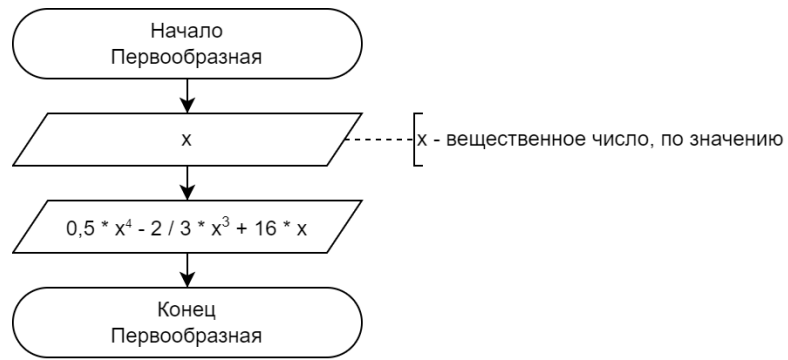 Начало
Первообразная
x
x - вещественное число, по значению
0,5 * x⁴ - 2 / 3 * x³ + 16 * x
Конец
Первообразная